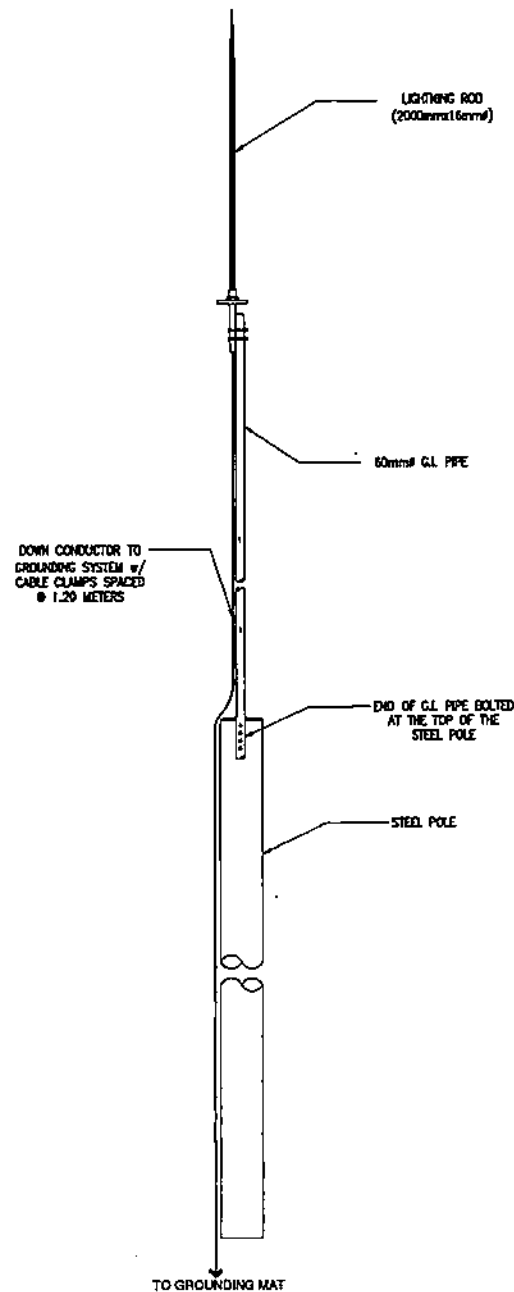 LIGHTNING ROD
(2000mmx16mmø)
60mmø G.I. PIPE
DOWN CONDUCTOR TO
GROUNDING SYSTEM w/
CABLE CLAMPS SPACED
@ 1.20 METERS
END OF G.I. PIPE BOLTED
AT THE TOP OF THE
STEEL POLE
STEEL POLE
TO GROUNDING MAT